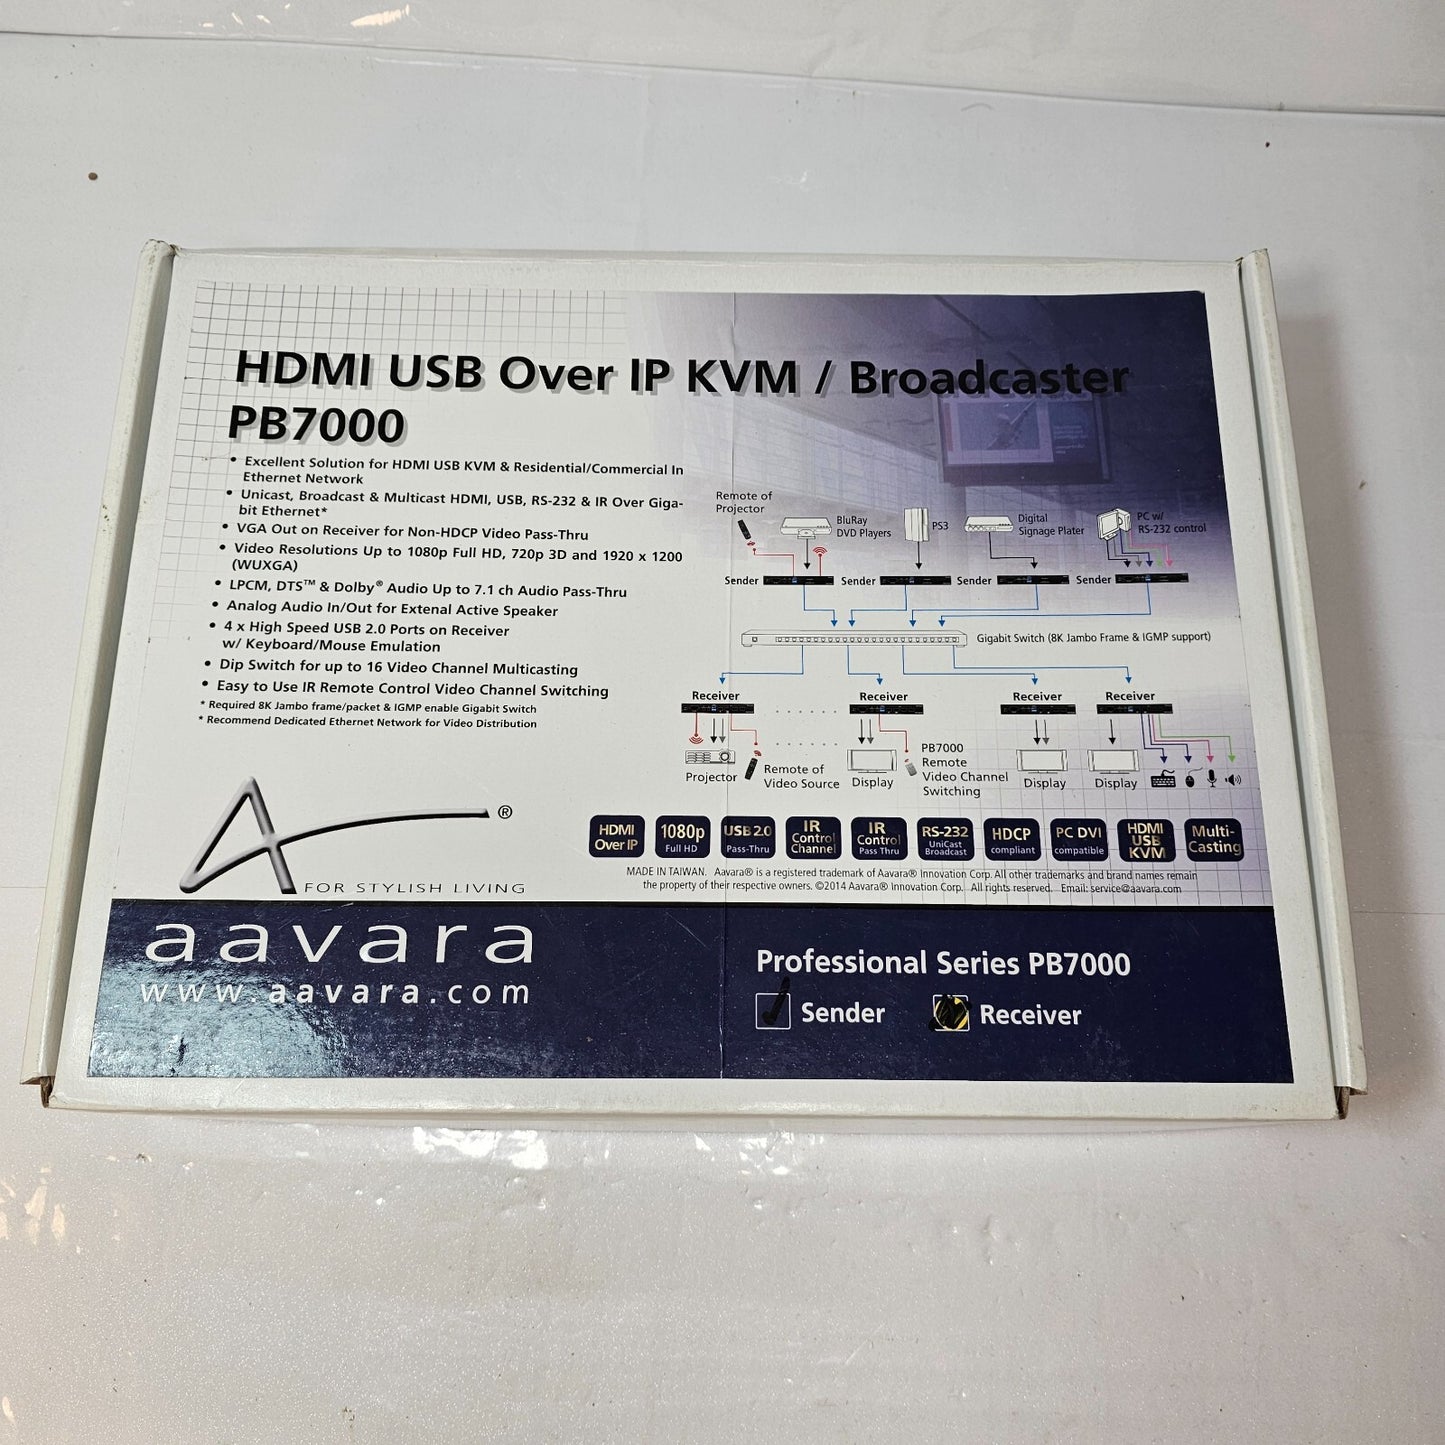 HDMI USB Over IP KVM / Broadcaster
PB7000
• Excellent Solution for HDMI USB KVM & Residential/Commercial In
Ethernet Network
• Unicast, Broadcast & Multicast HDMI, USB, RS-232 & IR Over Giga-
bit Ethernet*
• VGA Out on Receiver for Non-HDCP Video Pass-Thru
• Video Resolutions Up to 1080p Full HD, 720p 3D and 1920 x 1200
(WUXGA)
• LPCM, DTS™ & Dolby® Audio Up to 7.1 ch Audio Pass-Thru
• Analog Audio In/Out for Extenal Active Speaker
• 4 x High Speed USB 2.0 Ports on Receiver
w/ Keyboard/Mouse Emulation
• Dip Switch for up to 16 Video Channel Multicasting
• Easy to Use IR Remote Control Video Channel Switching
* Required 8K Jambo frame/packet & IGMP enable Gigabit Switch
* Recommend Dedicated Ethernet Network for Video Distribution
Remote of
Projector
BluRay
DVD Players
PS3
Digital
Signage Plater
PC w/
RS-232 control
Sender Sender Sender Sender
Gigabit Switch (8K Jambo Frame & IGMP support)
Receiver Receiver Receiver Receiver
Projector
Remote of
Video Source
Display
PB7000
Remote
Video Channel
Switching
Display
Display
HDMI
Over IP
1080p
Full HD
USB 2.0
Pass-Thru
IR
Control
Channel
IR
Control
Pass Thru
RS-232
UniCast
Broadcast
HDCP
compliant
PC DVI
compatible
HDMI
USB
KVM
Multi-
Casting
MADE IN TAIWAN. Aavara® is a registered trademark of Aavara® Innovation Corp. All other trademarks and brand names remain
the property of their respective owners. ©2014 Aavara® Innovation Corp. All rights reserved. Email: service@aavara.com
®
FOR STYLISH LIVING
aavara
www.aavara.com
Professional Series PB7000
Sender Receiver